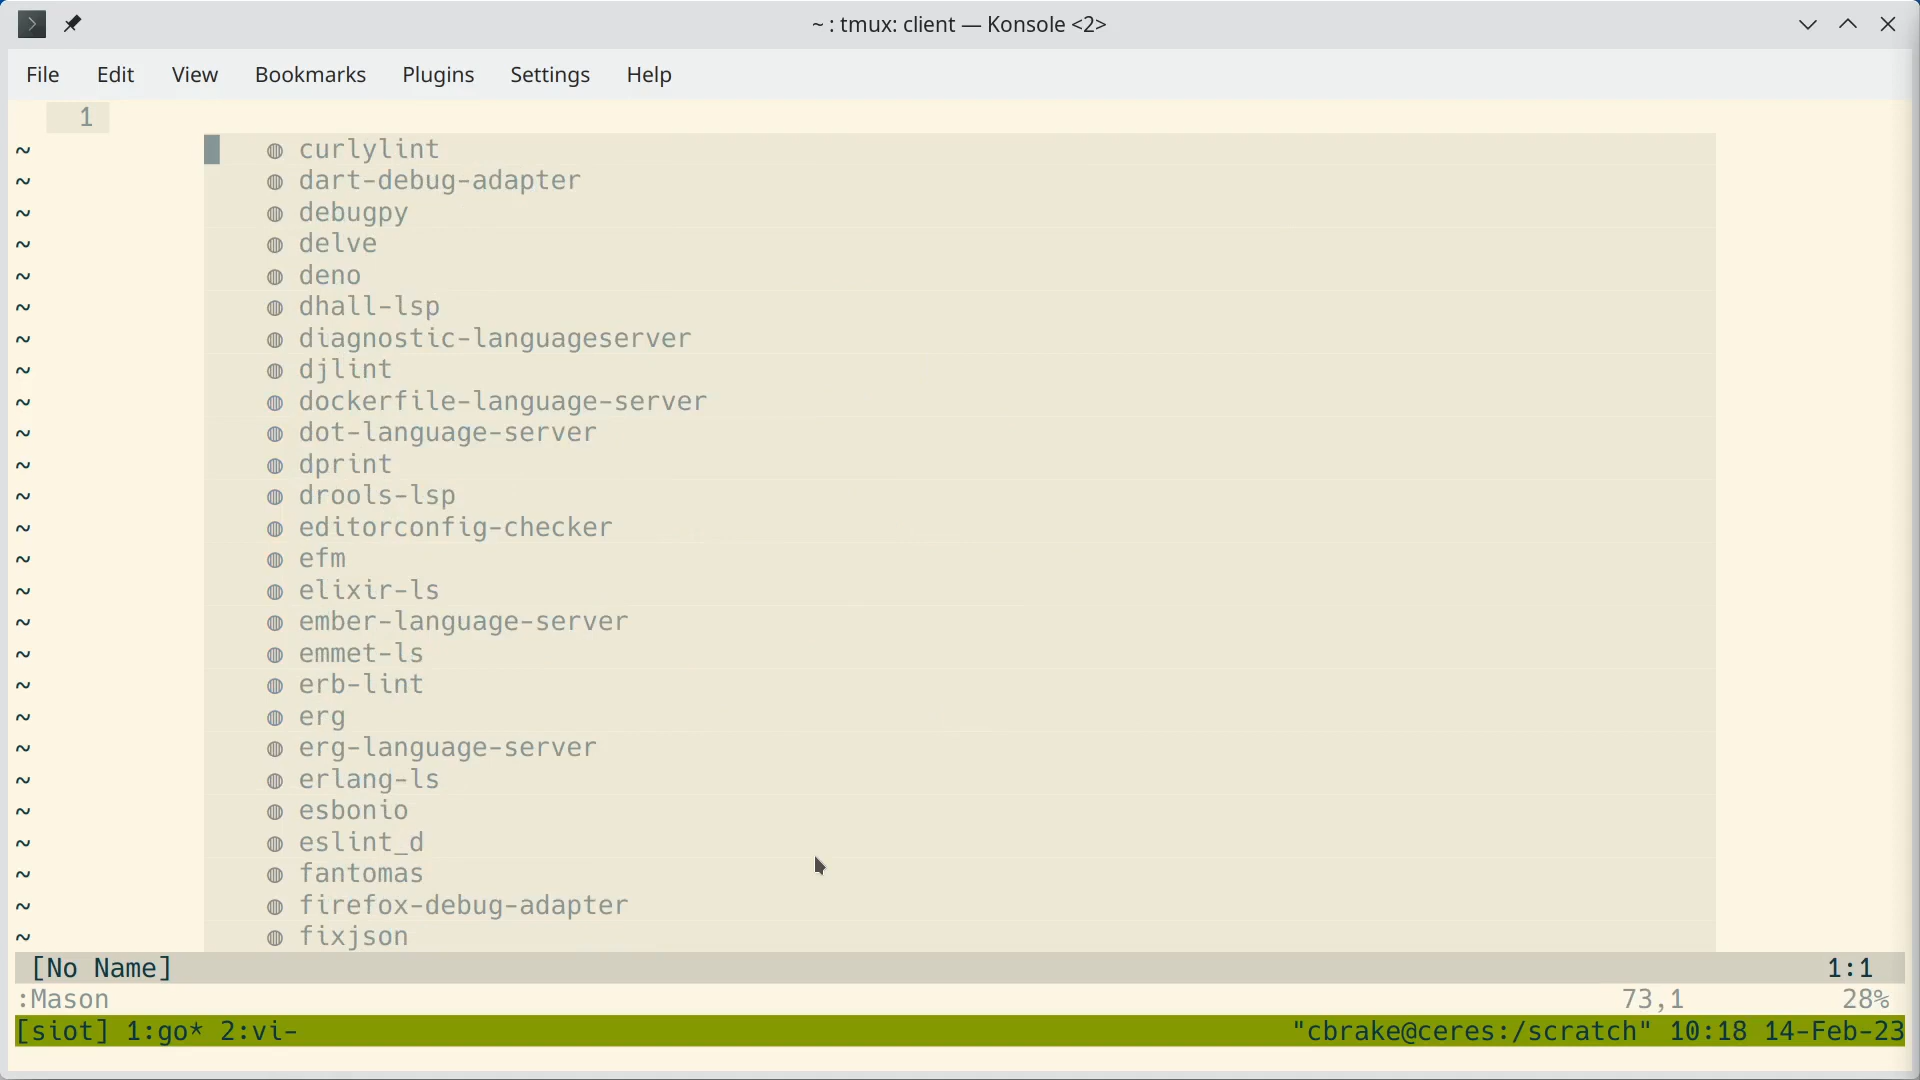 ~ : tmux: client — Konsole <2>
File Edit View Bookmarks Plugins Settings Help
1
~ ◍ curlylint
~ ◍ dart-debug-adapter
~ ◍ debugpy
~ ◍ delve
~ ◍ deno
~ ◍ dhall-lsp
~ ◍ diagnostic-languageserver
~ ◍ djlint
~ ◍ dockerfile-language-server
~ ◍ dot-language-server
~ ◍ dprint
~ ◍ drools-lsp
~ ◍ editorconfig-checker
~ ◍ efm
~ ◍ elixir-ls
~ ◍ ember-language-server
~ ◍ emmet-ls
~ ◍ erb-lint
~ ◍ erg
~ ◍ erg-language-server
~ ◍ erlang-ls
~ ◍ esbonio
~ ◍ eslint_d
~ ◍ fantomas
~ ◍ firefox-debug-adapter
~ ◍ fixjson
[No Name] 1:1
:Mason 73,1 28%
[siot] 1:go* 2:vi- "cbrake@ceres:/scratch" 10:18 14-Feb-23